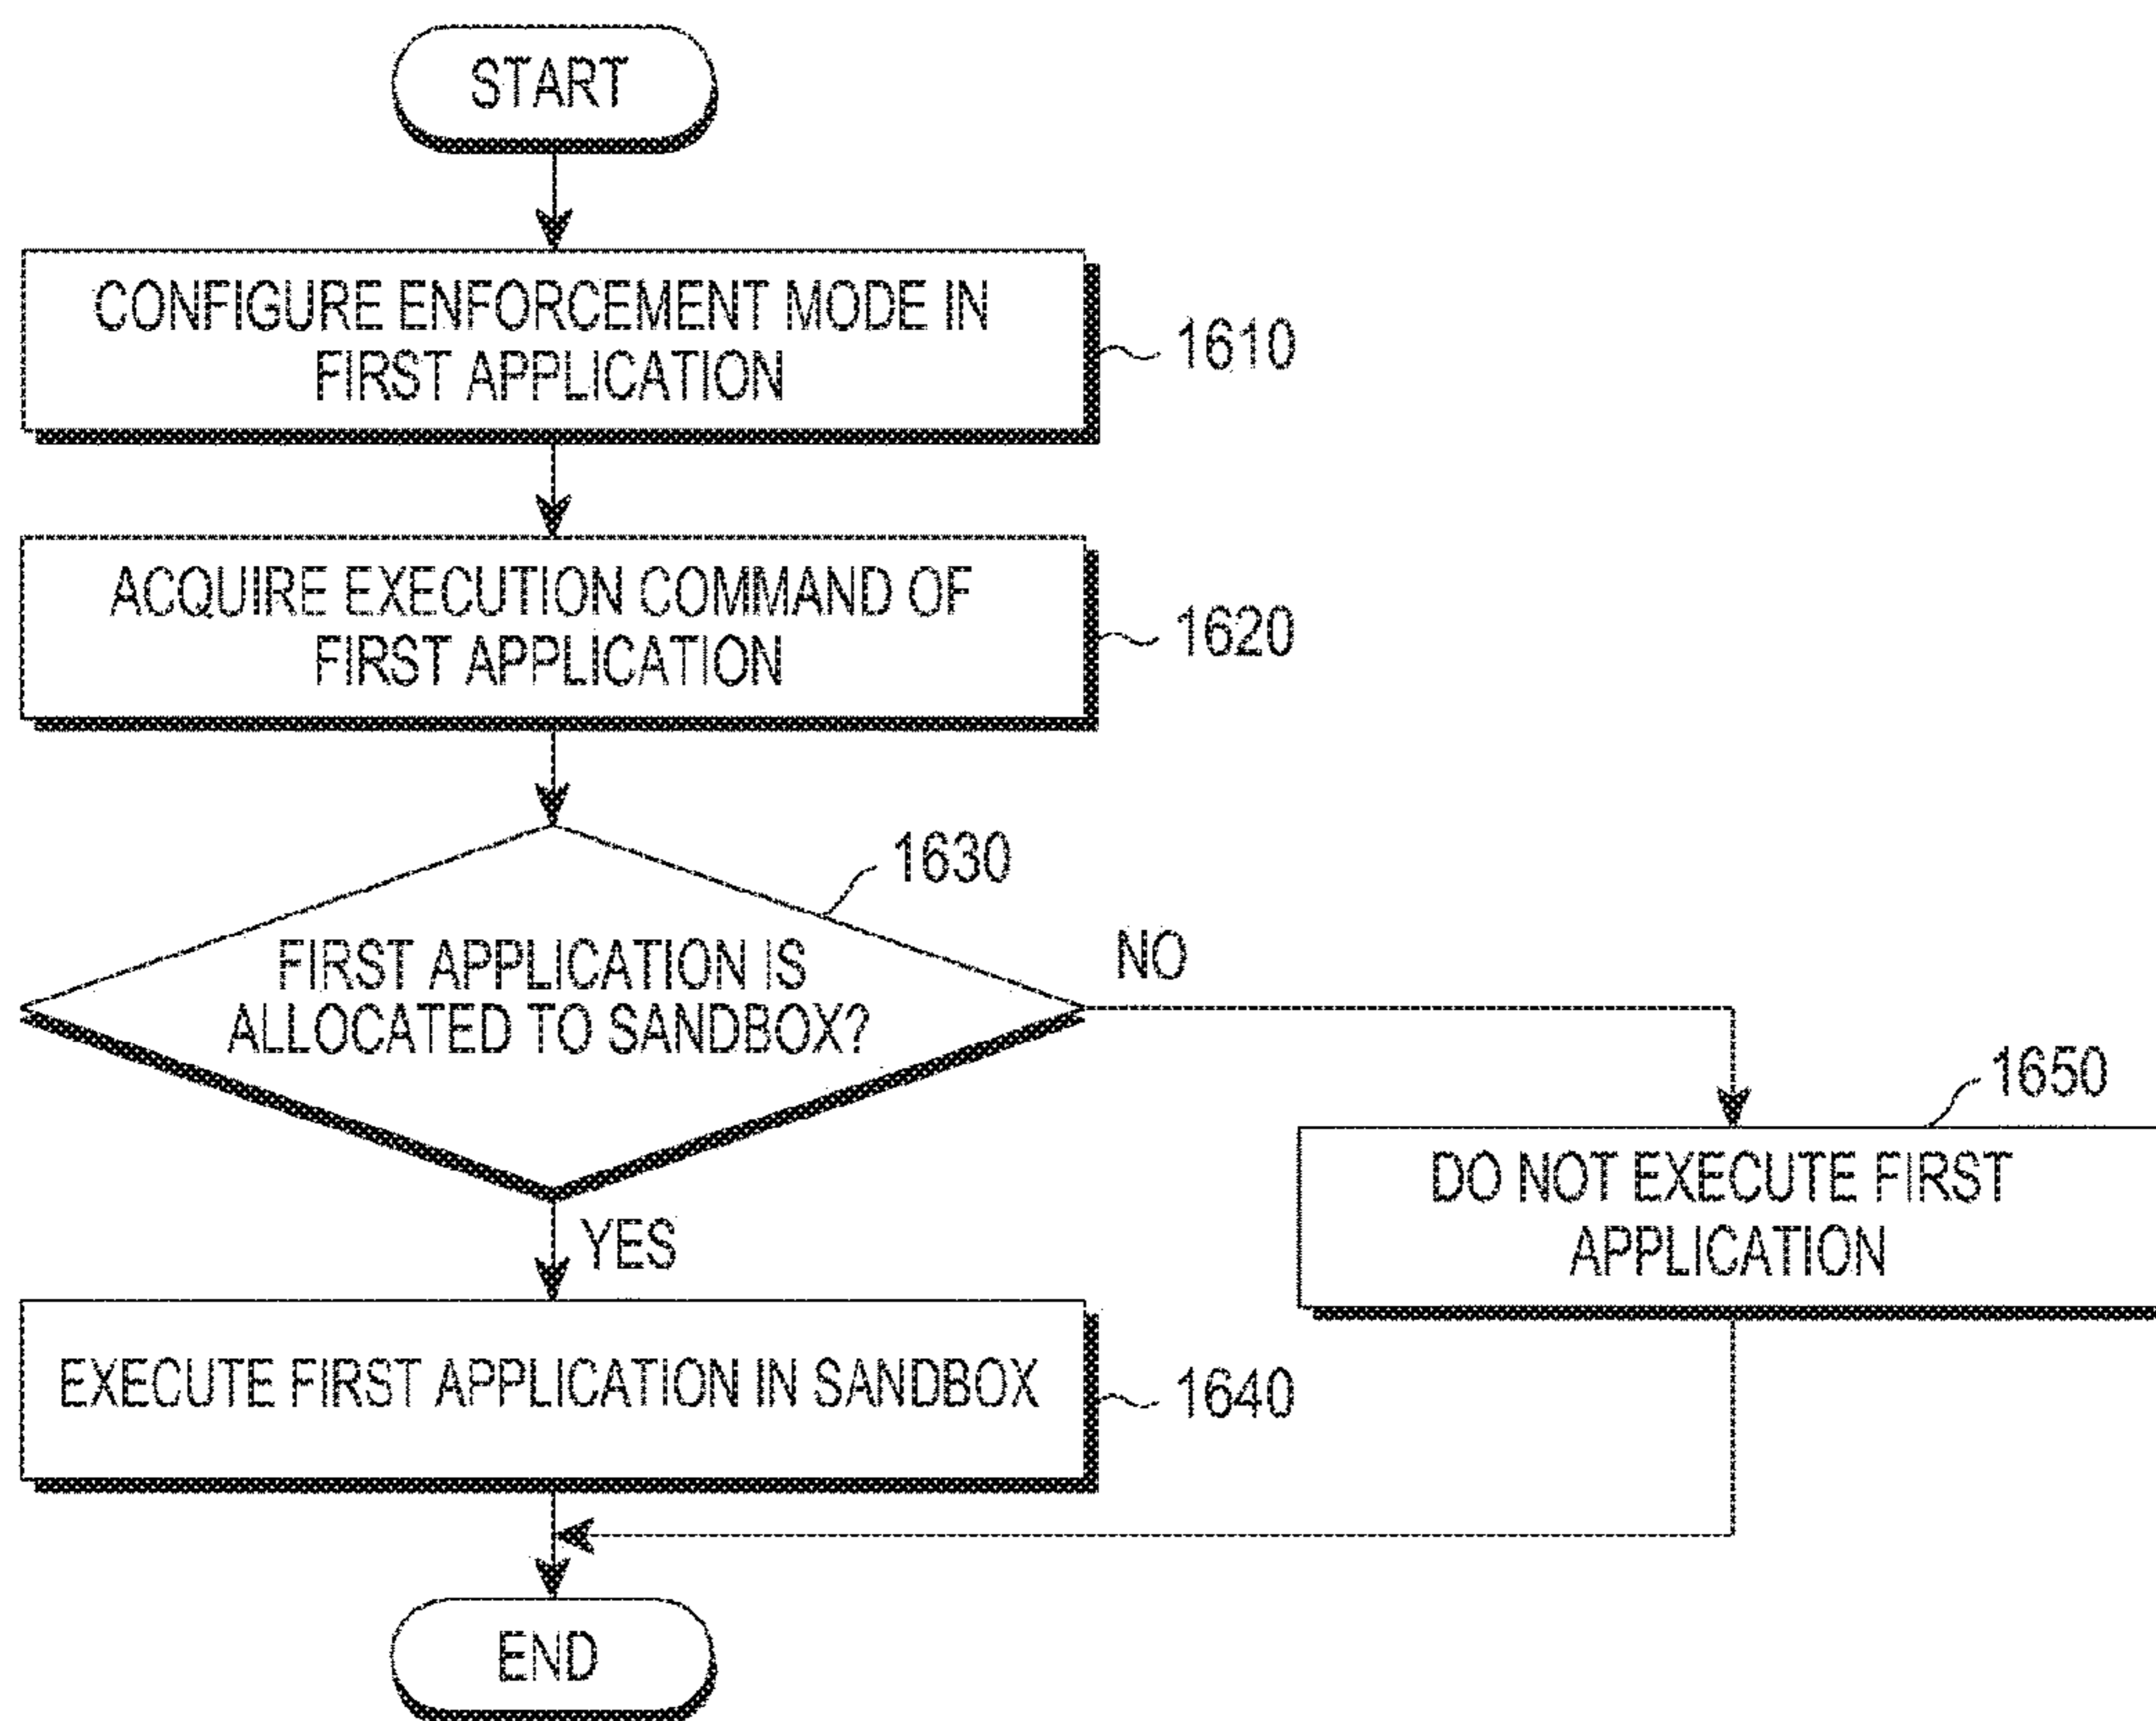 START
CONFIGURE ENFORCEMENT MODE IN
FIRST APPLICATION
1610
ACQUIRE EXECUTION COMMAND OF
FIRST APPLICATION
1620
1630
FIRST APPLICATION IS
ALLOCATED TO SANDBOX?
NO
1650
DO NOT EXECUTE FIRST
APPLICATION
YES
EXECUTE FIRST APPLICATION IN SANDBOX
1640
END